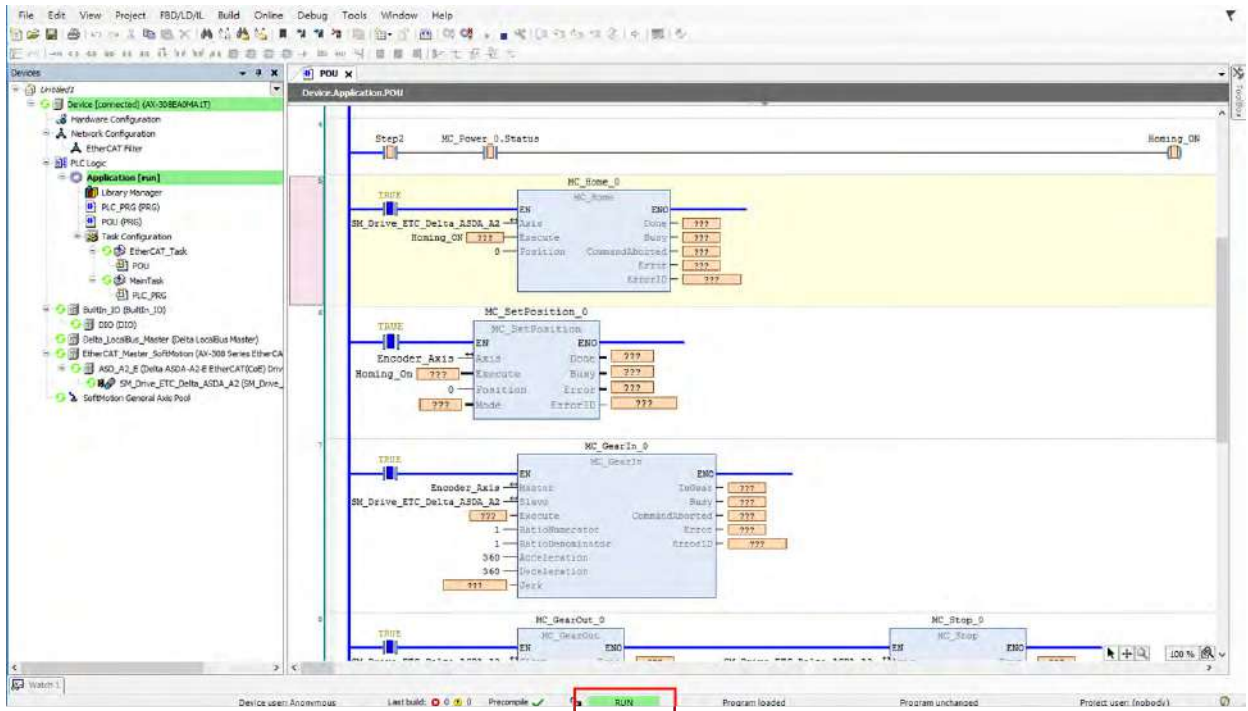 File Edit View Project FBD/LD/IL Build Online Debug Tools Window Help
Devices
POU
Untitled1
Device [connected] (AX-308EA0MA1T)
Hardware Configuration
Network Configuration
EtherCAT Filter
PLC Logic
Application [run]
Library Manager
PLC_PRG (PRG)
POU (PRG)
Task Configuration
EtherCAT_Task
POU
MainTask
PLC_PRG
BuiltIn_IO (BuiltIn_IO)
DIO (DIO)
Delta_LocalBus_Master (Delta LocalBus Master)
EtherCAT_Master_SoftMotion (AX-308 Series EtherCA
ASD_A2_E (Delta ASDA-A2-E EtherCAT(CoE) Driv
SM_Drive_ETC_Delta_ASDA_A2 (SM_Drive_
SoftMotion General Axis Pool
Device.Application.POU
ToolBox
4
Step2 MC_Power_0.Status Homing_ON
5
MC_Home_0
TRUE MC_Home
EN ENO
SM_Drive_ETC_Delta_ASDA_A2 Axis Done ???
Homing_ON ??? Execute Busy ???
0 Position CommandAborted ???
Error ???
ErrorID ???
6
MC_SetPosition_0
TRUE MC_SetPosition
EN ENO
Encoder_Axis Axis Done ???
Homing_On ??? Execute Busy ???
0 Position Error ???
??? Mode ErrorID ???
7
MC_GearIn_0
TRUE MC_GearIn
EN ENO
Encoder_Axis Master InGear ???
SM_Drive_ETC_Delta_ASDA_A2 Slave Busy ???
??? Execute CommandAborted ???
1 RatioNumerator Error ???
1 RatioDenominator ErrorID ???
360 Acceleration
360 Deceleration
??? Jerk
8
MC_GearOut_0 MC_Stop_0
TRUE MC_GearOut MC_Stop
EN ENO EN ENO
100 %
Watch 1
Device user: Anonymous Last build: 0 0 Precompile RUN Program loaded Program unchanged Project user: (nobody)